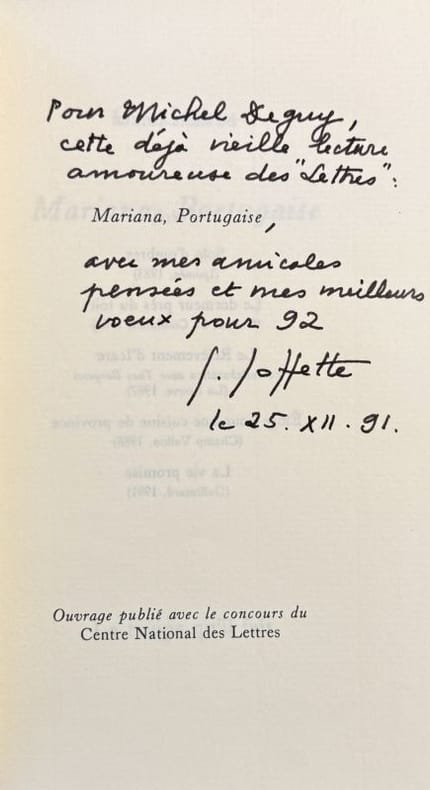 Pour Michel Deguy,
cette déjà vieille lecture
amoureuse des "Lettres" :
Mariana, Portugaise,
avec mes amicales
pensées et mes meilleurs
voeux pour 92
G. Goffette
le 25. XII. 91.
Ouvrage publié avec le concours du
Centre National des Lettres